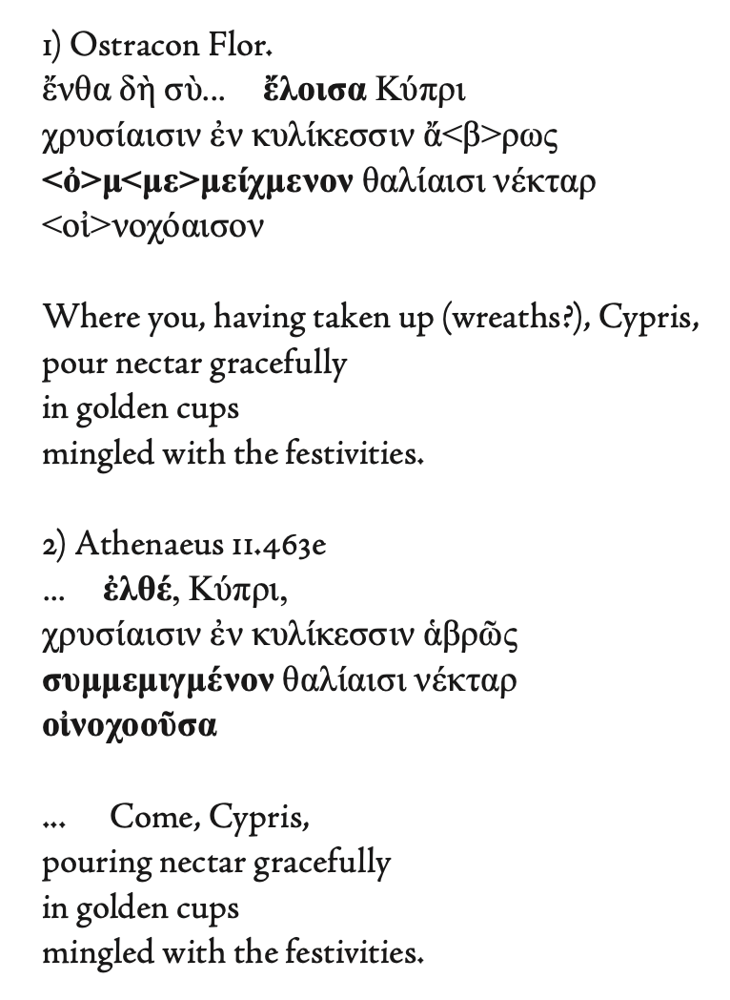 1) Ostracon Flor.
ἔνθα δὴ σὺ... ἔλοισα Κύπρι
χρυσίαισιν ἐν κυλίκεσσιν ἄ<β>ρως
<ὀ>μ<με>μείχμενον θαλίαισι νέκταρ
<οἰ>νοχόαισον
Where you, having taken up (wreaths?), Cypris,
pour nectar gracefully
in golden cups
mingled with the festivities.
2) Athenaeus 11.463e
... ἐλθέ, Κύπρι,
χρυσίαισιν ἐν κυλίκεσσιν ἁβρῶς
συμμεμιγμένον θαλίαισι νέκταρ
οἰνοχοοῦσα
... Come, Cypris,
pouring nectar gracefully
in golden cups
mingled with the festivities.